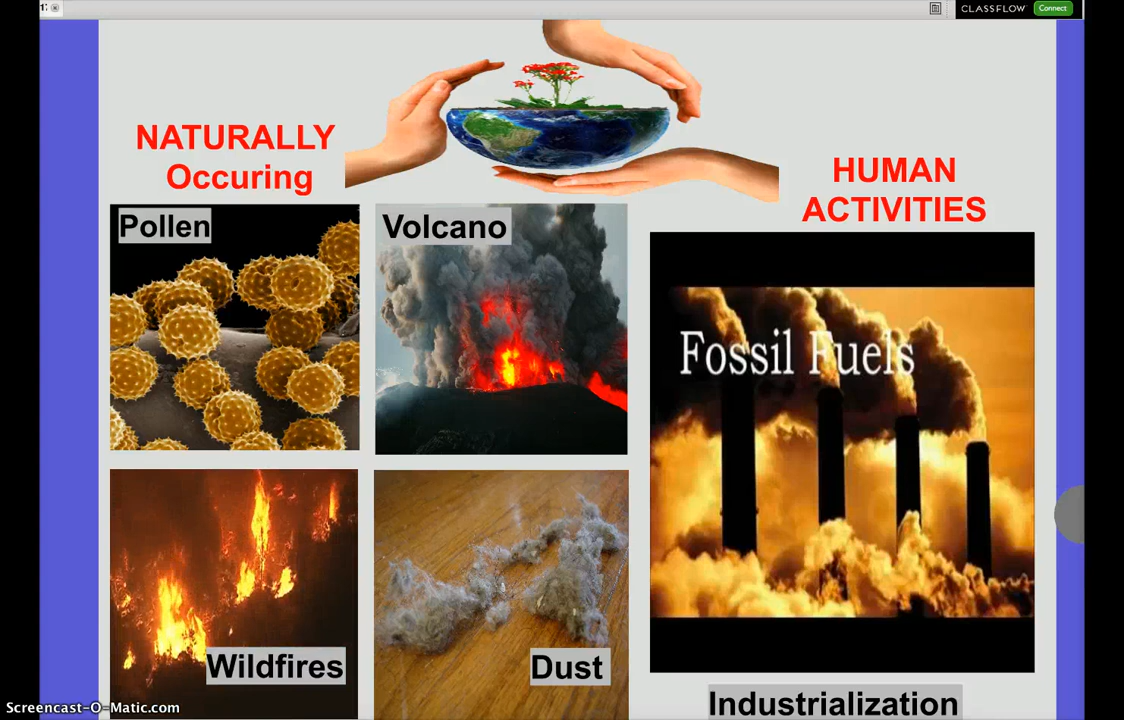 CLASSFLOW
Connect
NATURALLY
Occuring
HUMAN
ACTIVITIES
Pollen
Volcano
Fossil Fuels
Wildfires
Dust
Industrialization
Screencast-O-Matic.com